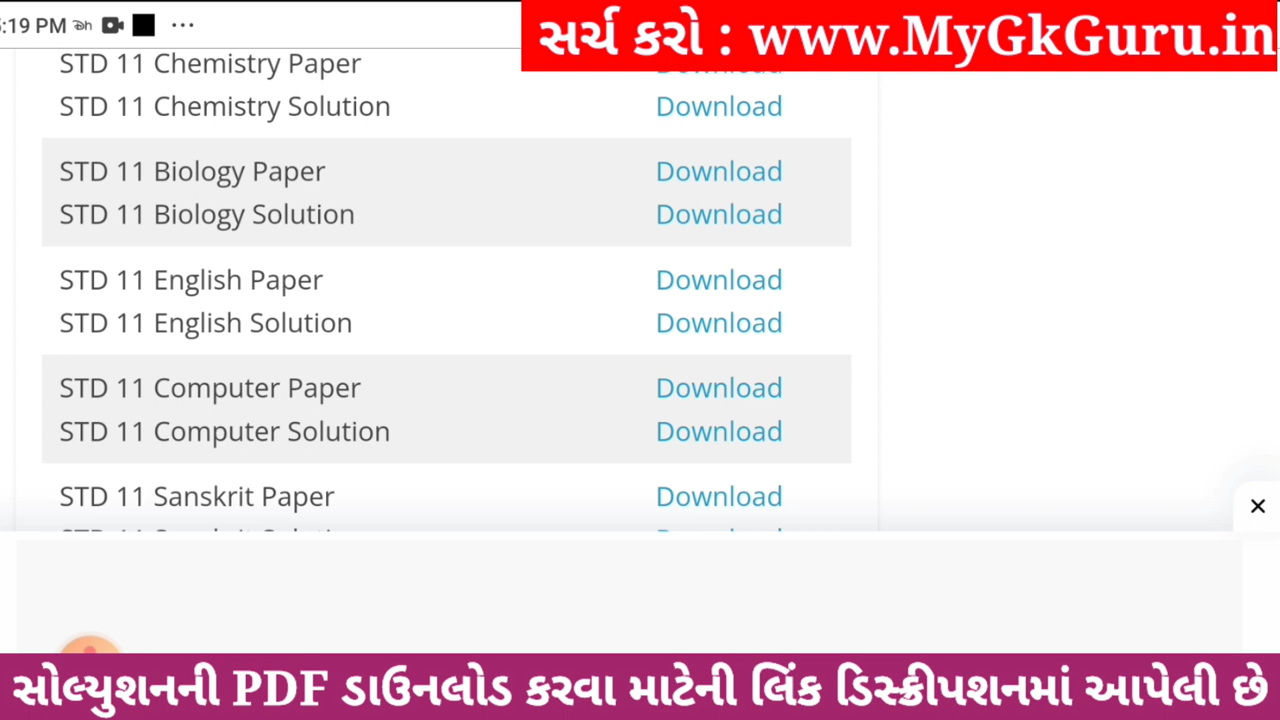 :19 PM
સર્ચ કરો : www.MyGkGuru.in
STD 11 Chemistry Paper
STD 11 Chemistry Solution Download
STD 11 Biology Paper Download
STD 11 Biology Solution Download
STD 11 English Paper Download
STD 11 English Solution Download
STD 11 Computer Paper Download
STD 11 Computer Solution Download
STD 11 Sanskrit Paper Download
સોલ્યુશનની PDF ડાઉનલોડ કરવા માટેની લિંક ડિસ્ક્રીપશનમાં આપેલી છે